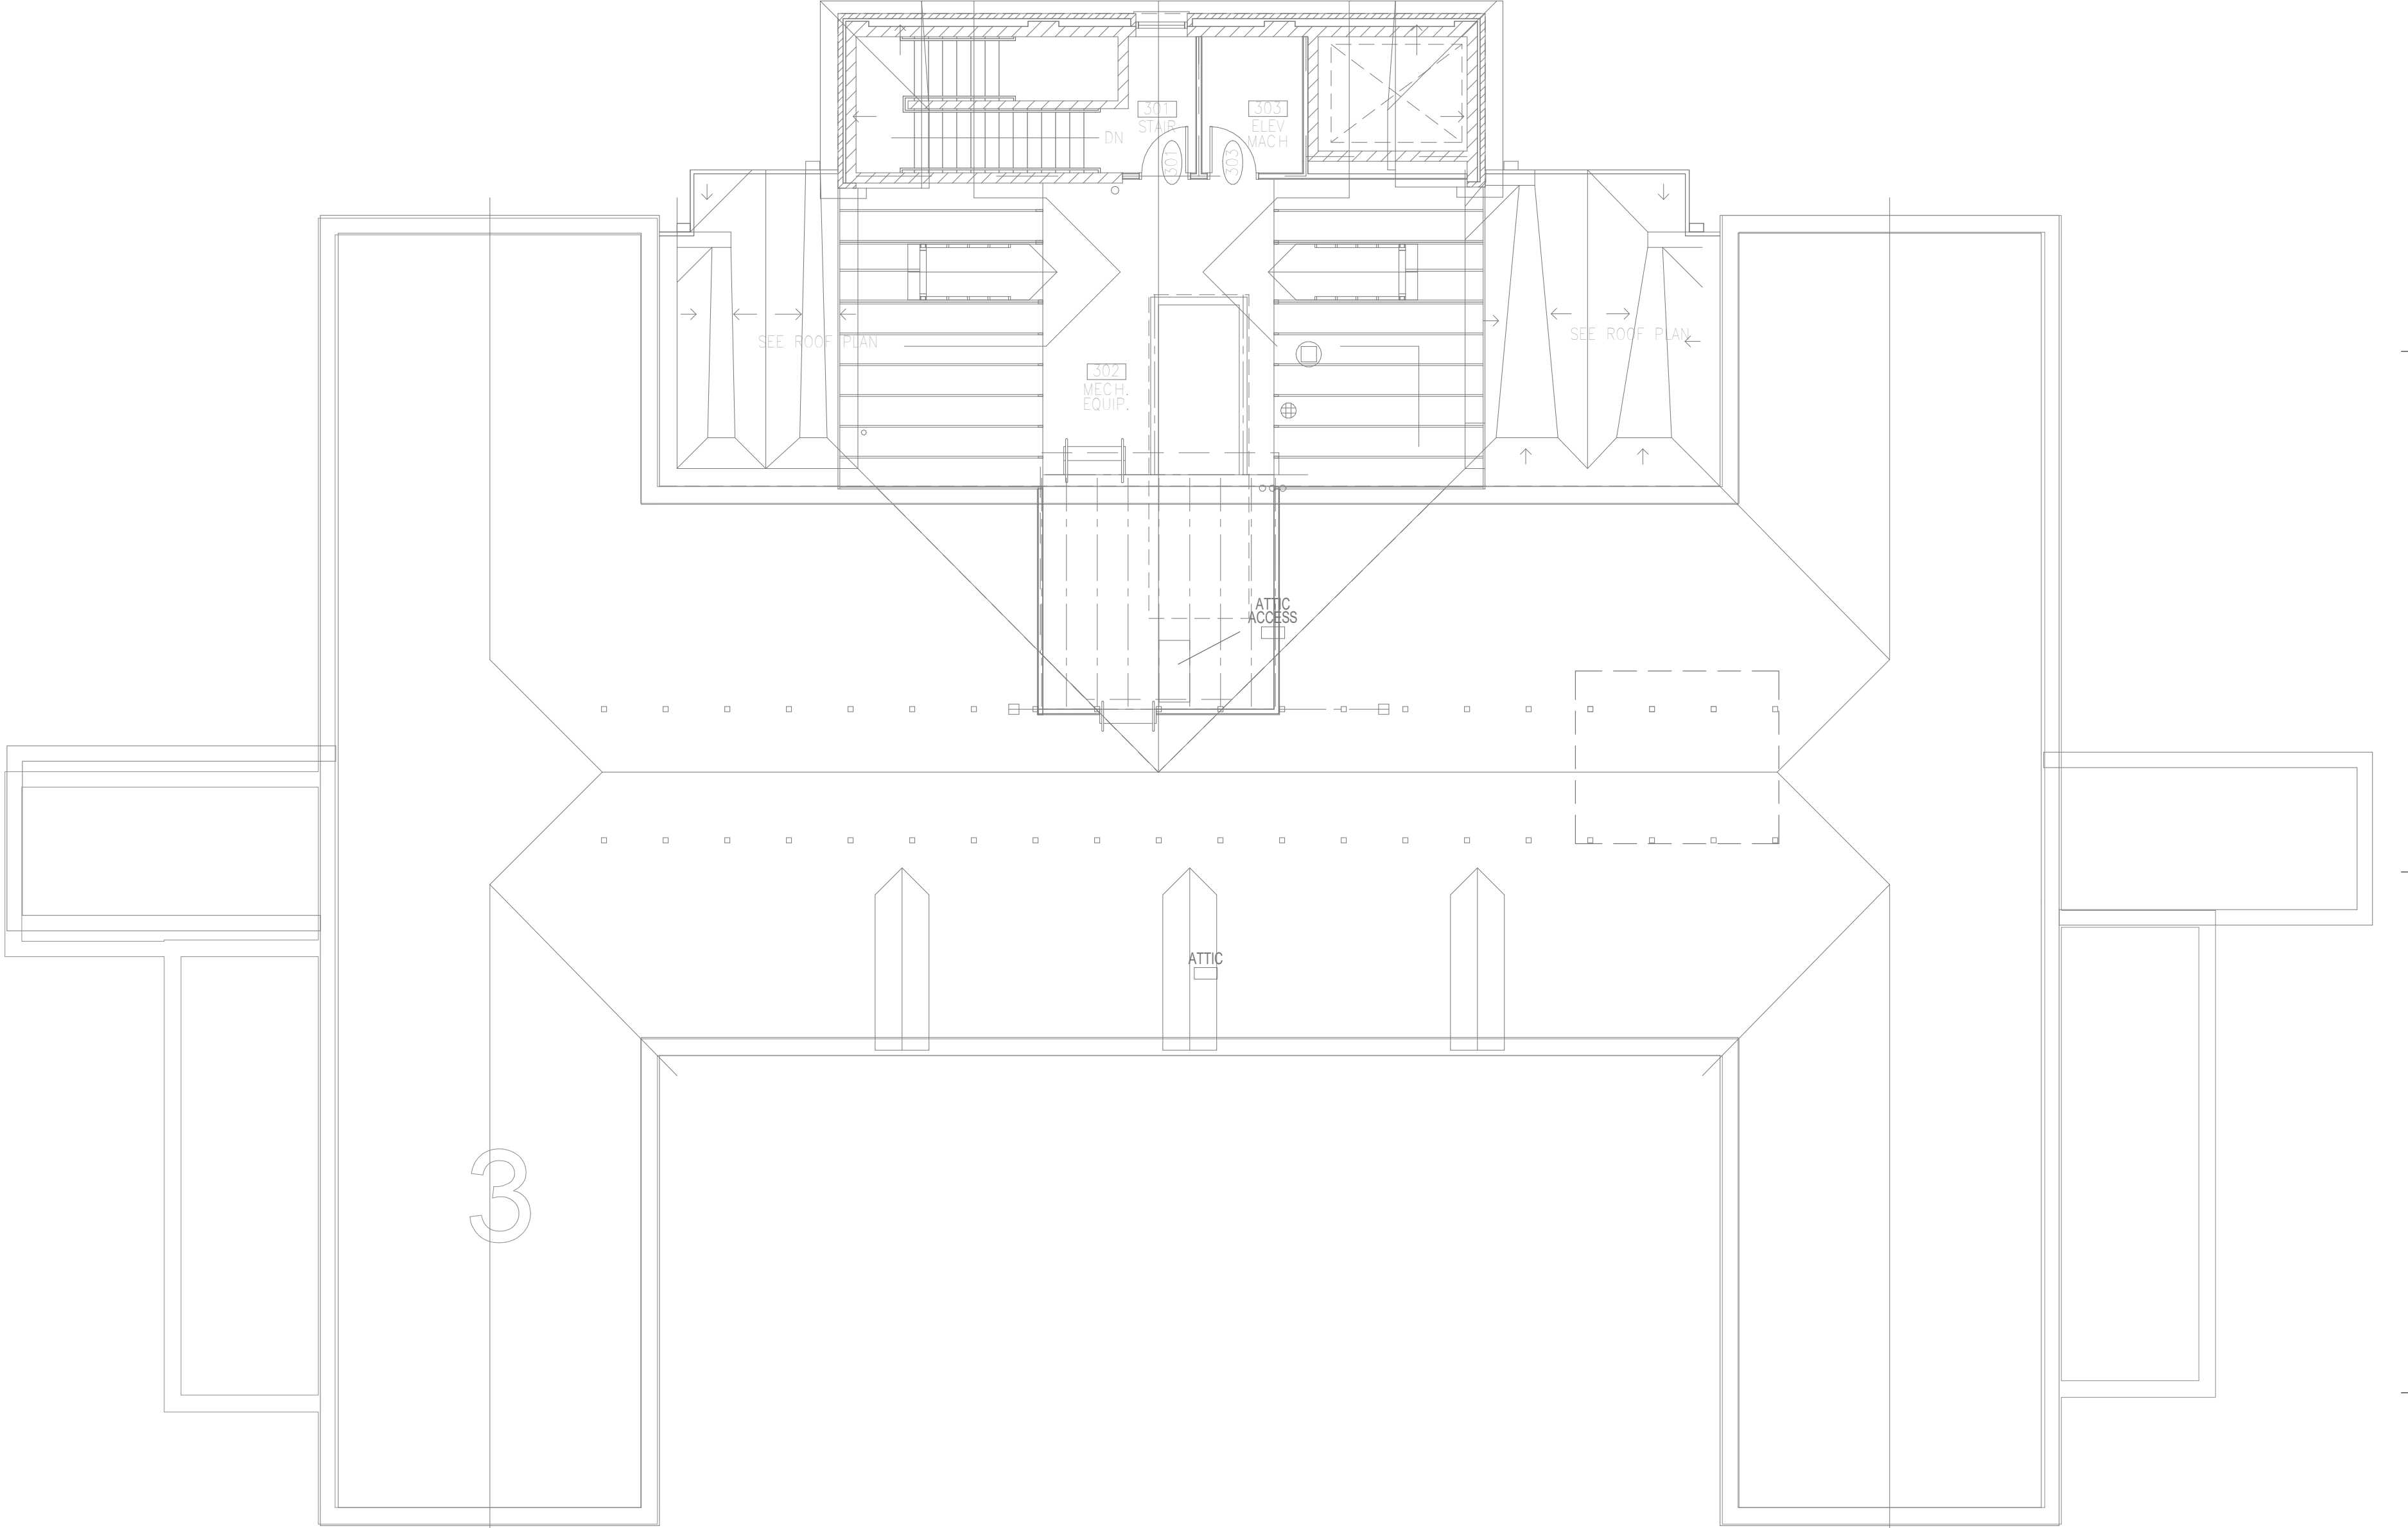 301
STAIR
303
ELEV
MACH
DN
301
303
SEE ROOF PLAN
SEE ROOF PLAN
302
MECH.
EQUIP.
ATTIC
ACCESS
ATTIC
3